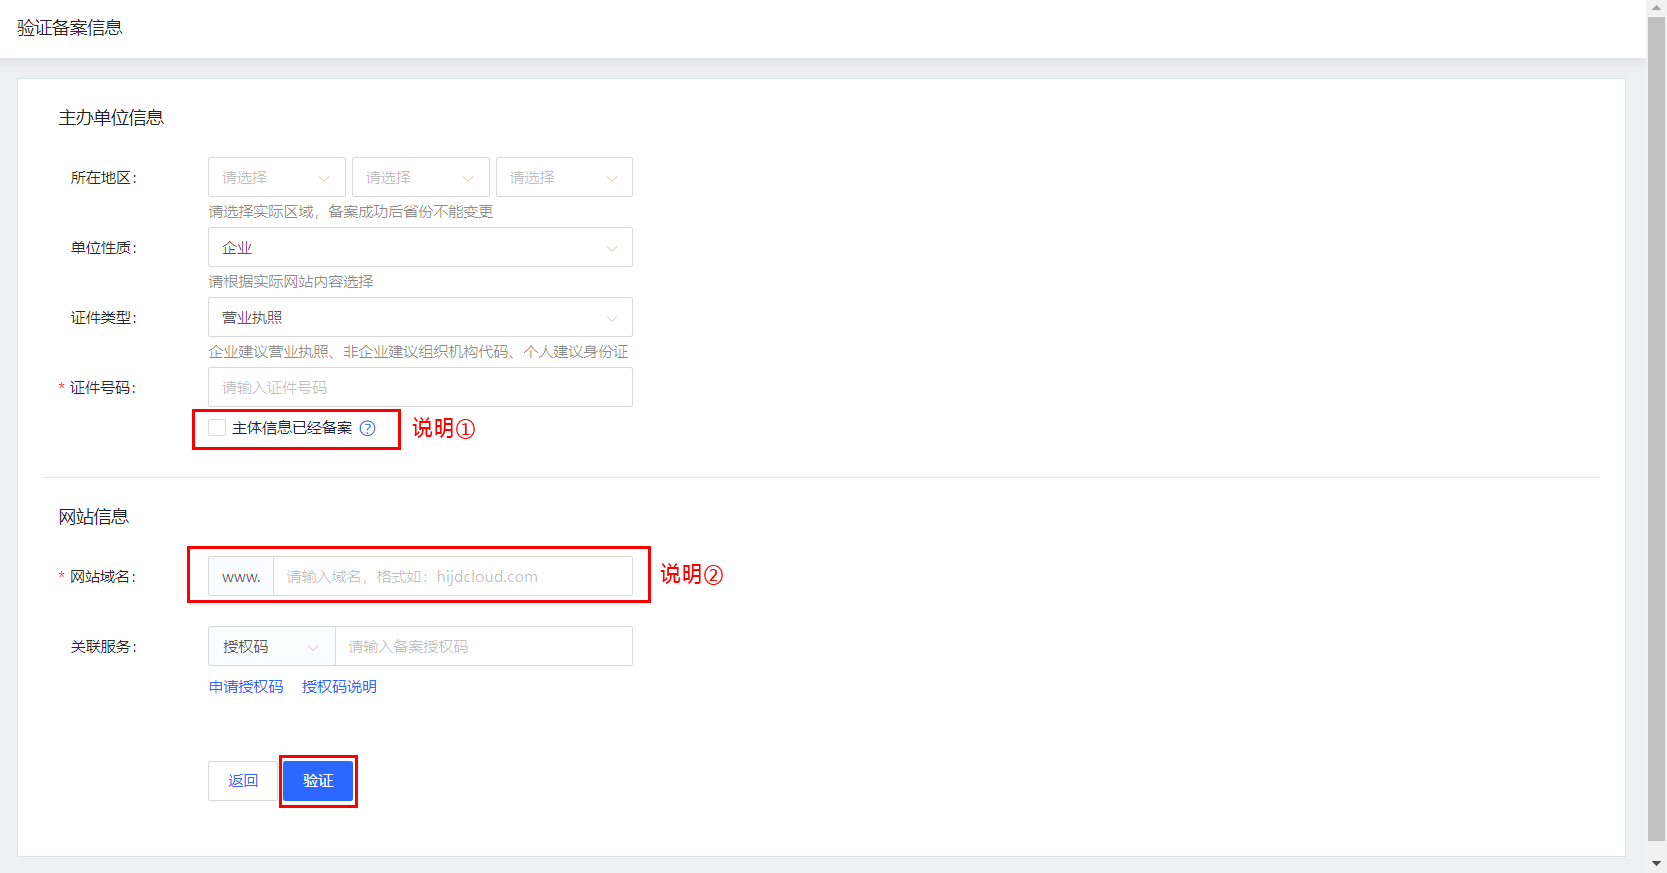 验证备案信息
主办单位信息
所在地区： 请选择 请选择 请选择
请选择实际区域，备案成功后省份不能变更
单位性质： 企业
请根据实际网站内容选择
证件类型： 营业执照
企业建议营业执照、非企业建议组织机构代码、个人建议身份证
* 证件号码： 请输入证件号码
主体信息已经备案 ? 说明①
网站信息
* 网站域名： www. 请输入域名，格式如：hijdcloud.com 说明②
关联服务： 授权码 请输入备案授权码
申请授权码 授权码说明
返回 验证